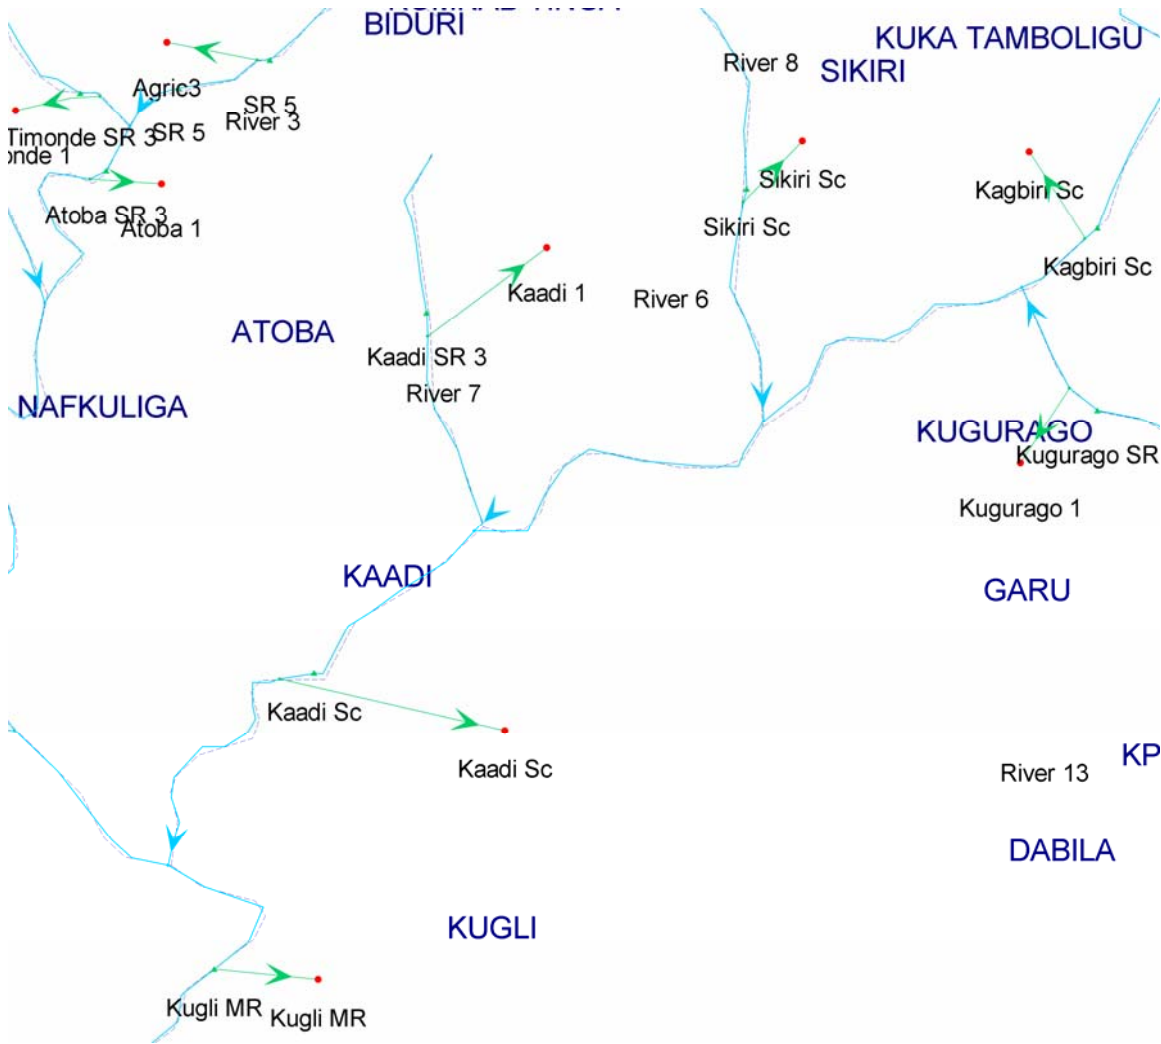 BIDURI
KUKA TAMBOLIGU
River 8
SIKIRI
Agric3
SR 5
River 3
Timonde SR 3
SR 5
onde 1
Sikiri Sc
Kagbiri Sc
Atoba SR 3
Atoba 1
Sikiri Sc
Kagbiri Sc
Kaadi 1
River 6
ATOBA
Kaadi SR 3
River 7
NAFKULIGA
KUGURAGO
Kugurago SR
Kugurago 1
KAADI
GARU
Kaadi Sc
Kaadi Sc
River 13
KP
DABILA
KUGLI
Kugli MR
Kugli MR